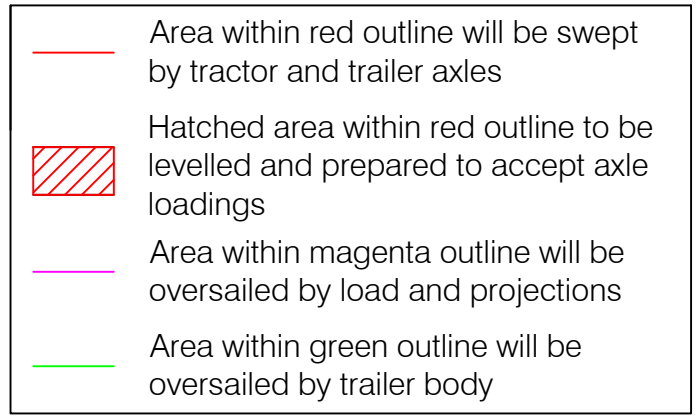 Area within red outline will be swept
by tractor and trailer axles
Hatched area within red outline to be
levelled and prepared to accept axle
loadings
Area within magenta outline will be
oversailed by load and projections
Area within green outline will be
oversailed by trailer body